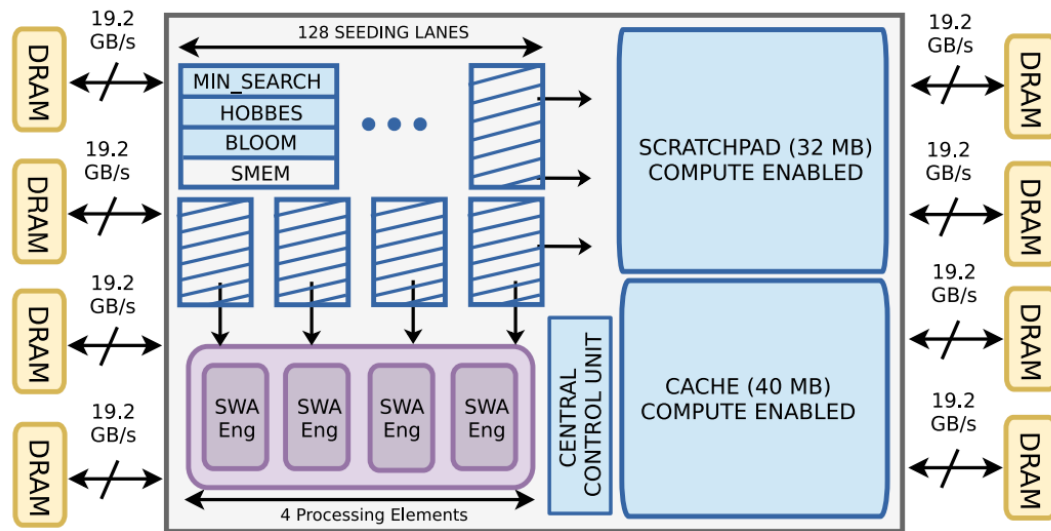 19.2
GB/s
DRAM
19.2
GB/s
DRAM
19.2
GB/s
DRAM
19.2
GB/s
DRAM
128 SEEDING LANES
MIN_SEARCH
HOBBES
BLOOM
SMEM
SWA
Eng
SWA
Eng
SWA
Eng
SWA
Eng
4 Processing Elements
CENTRAL
CONTROL UNIT
SCRATCHPAD (32 MB)
COMPUTE ENABLED
CACHE (40 MB)
COMPUTE ENABLED
19.2
GB/s
DRAM
19.2
GB/s
DRAM
19.2
GB/s
DRAM
19.2
GB/s
DRAM